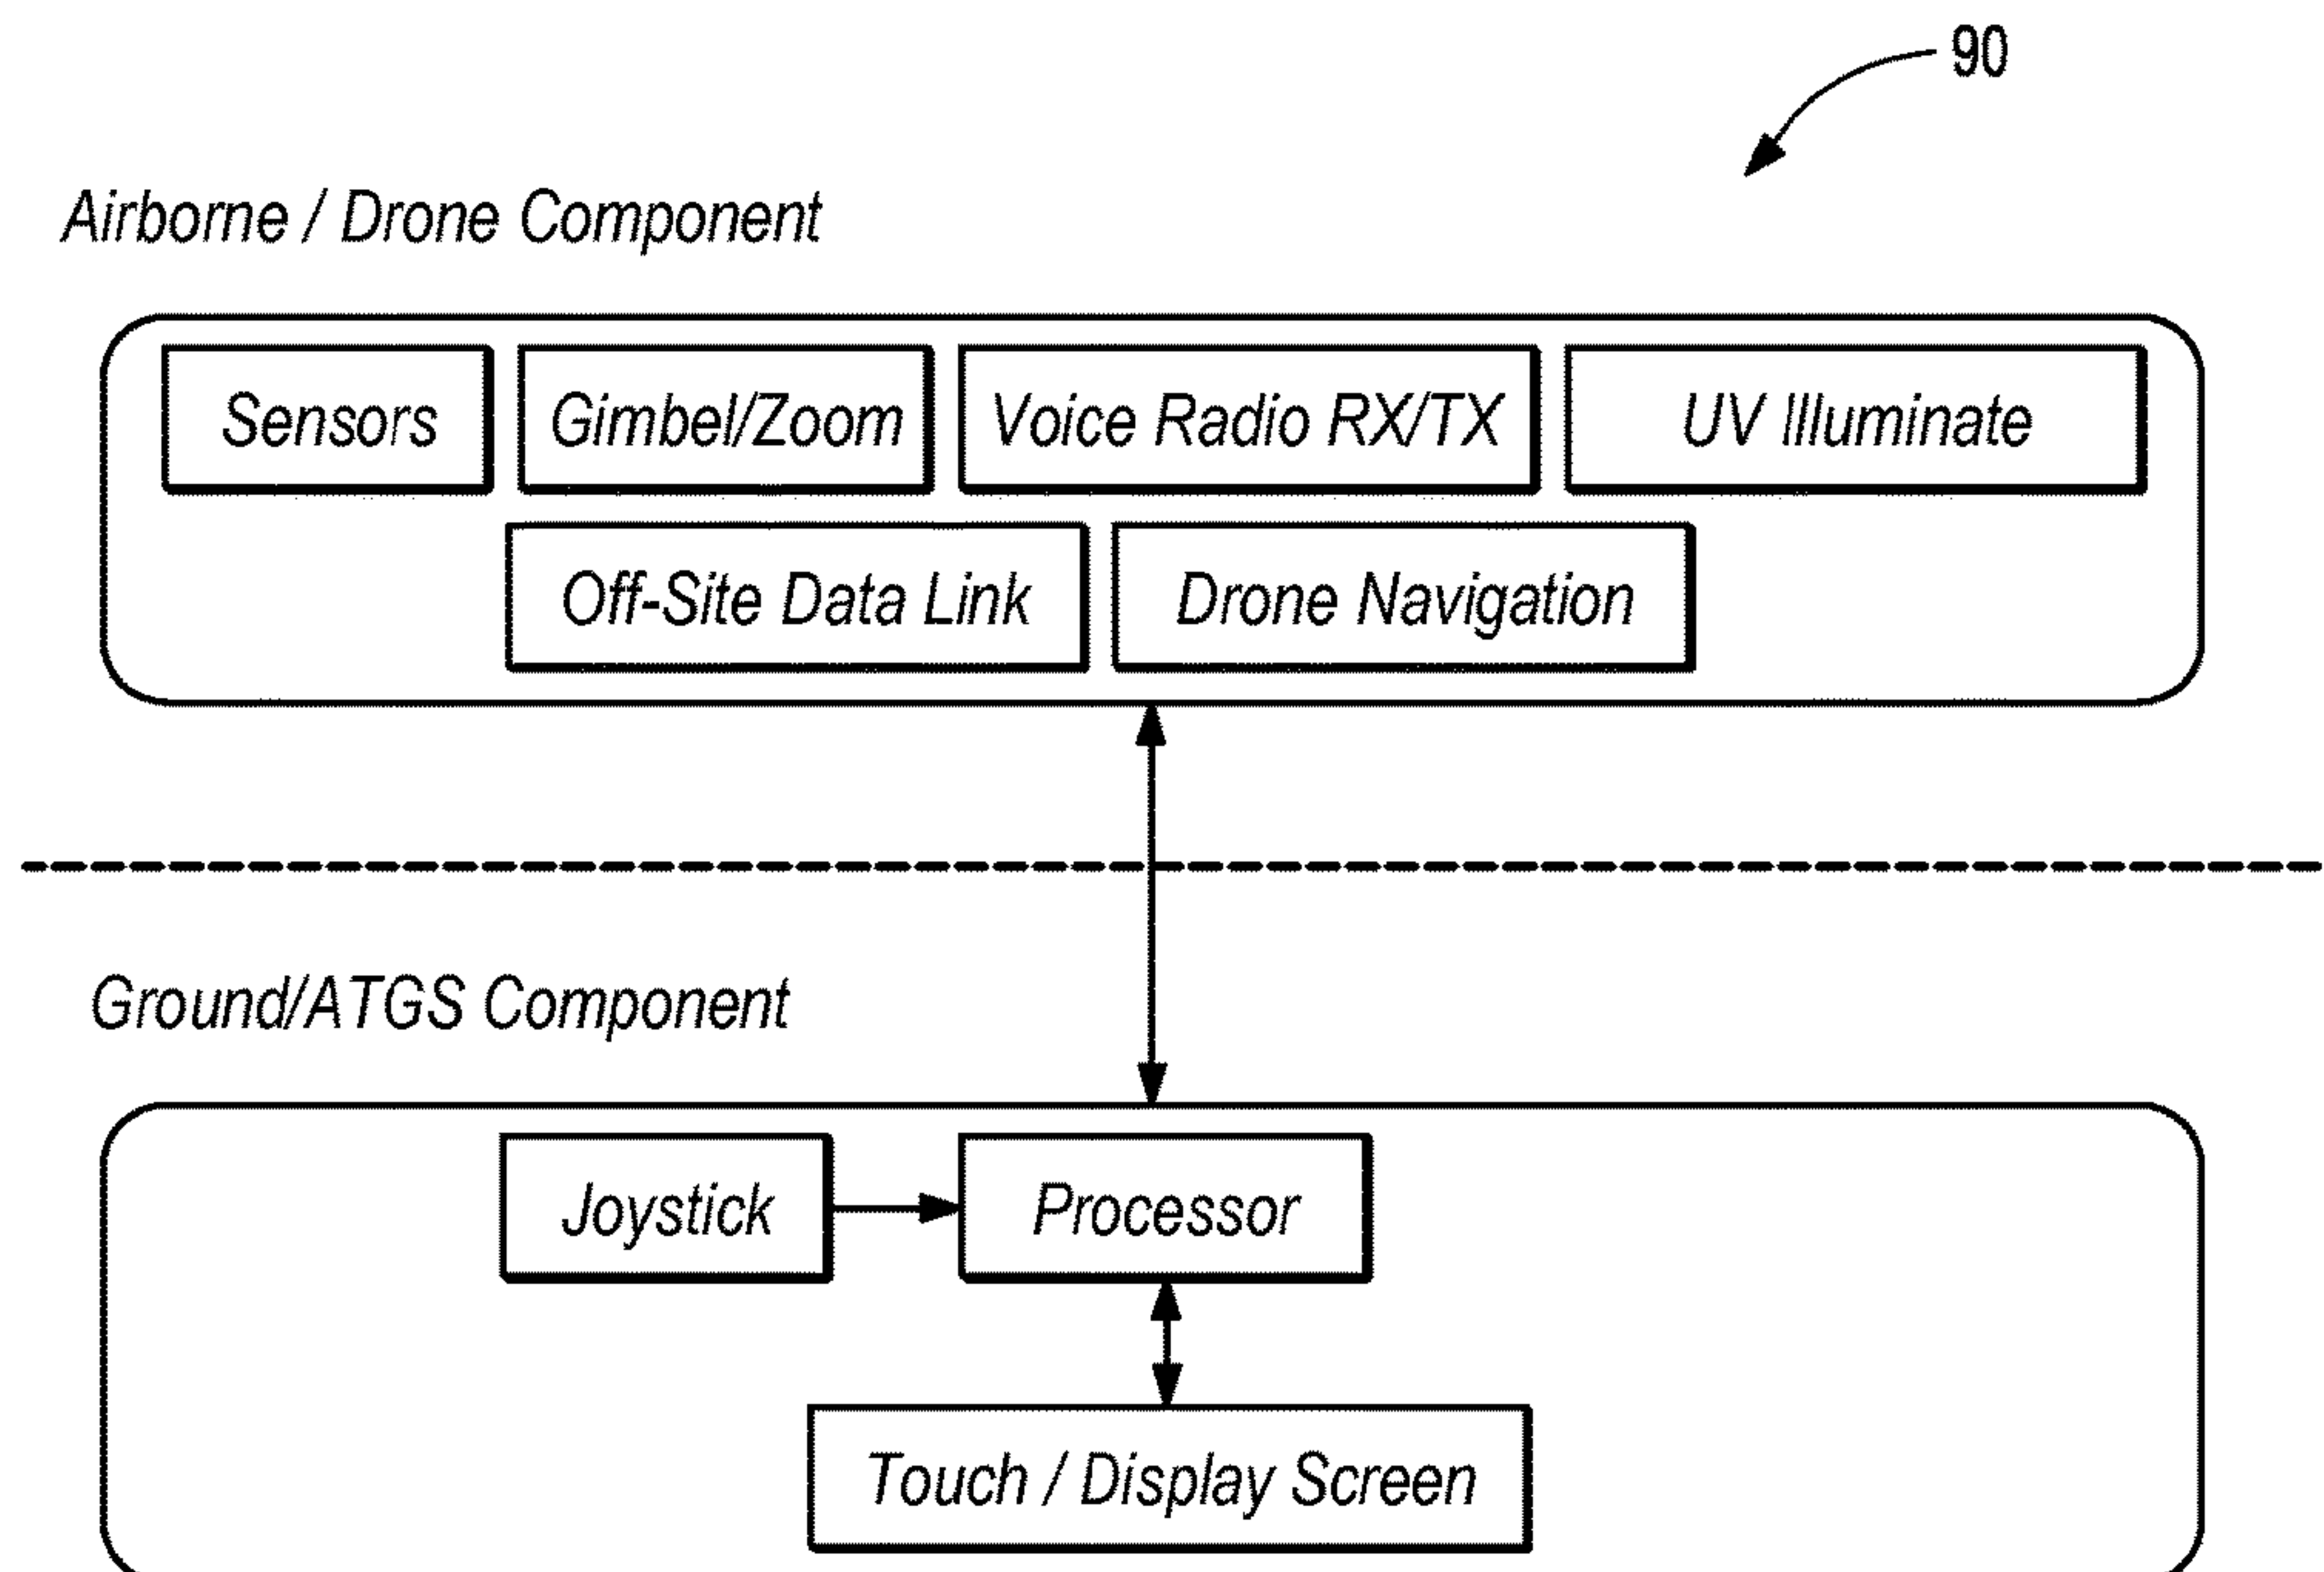 90
Airborne / Drone Component
Sensors
Gimbel/Zoom
Voice Radio RX/TX
UV Illuminate
Off-Site Data Link
Drone Navigation
Ground/ATGS Component
Joystick
Processor
Touch / Display Screen